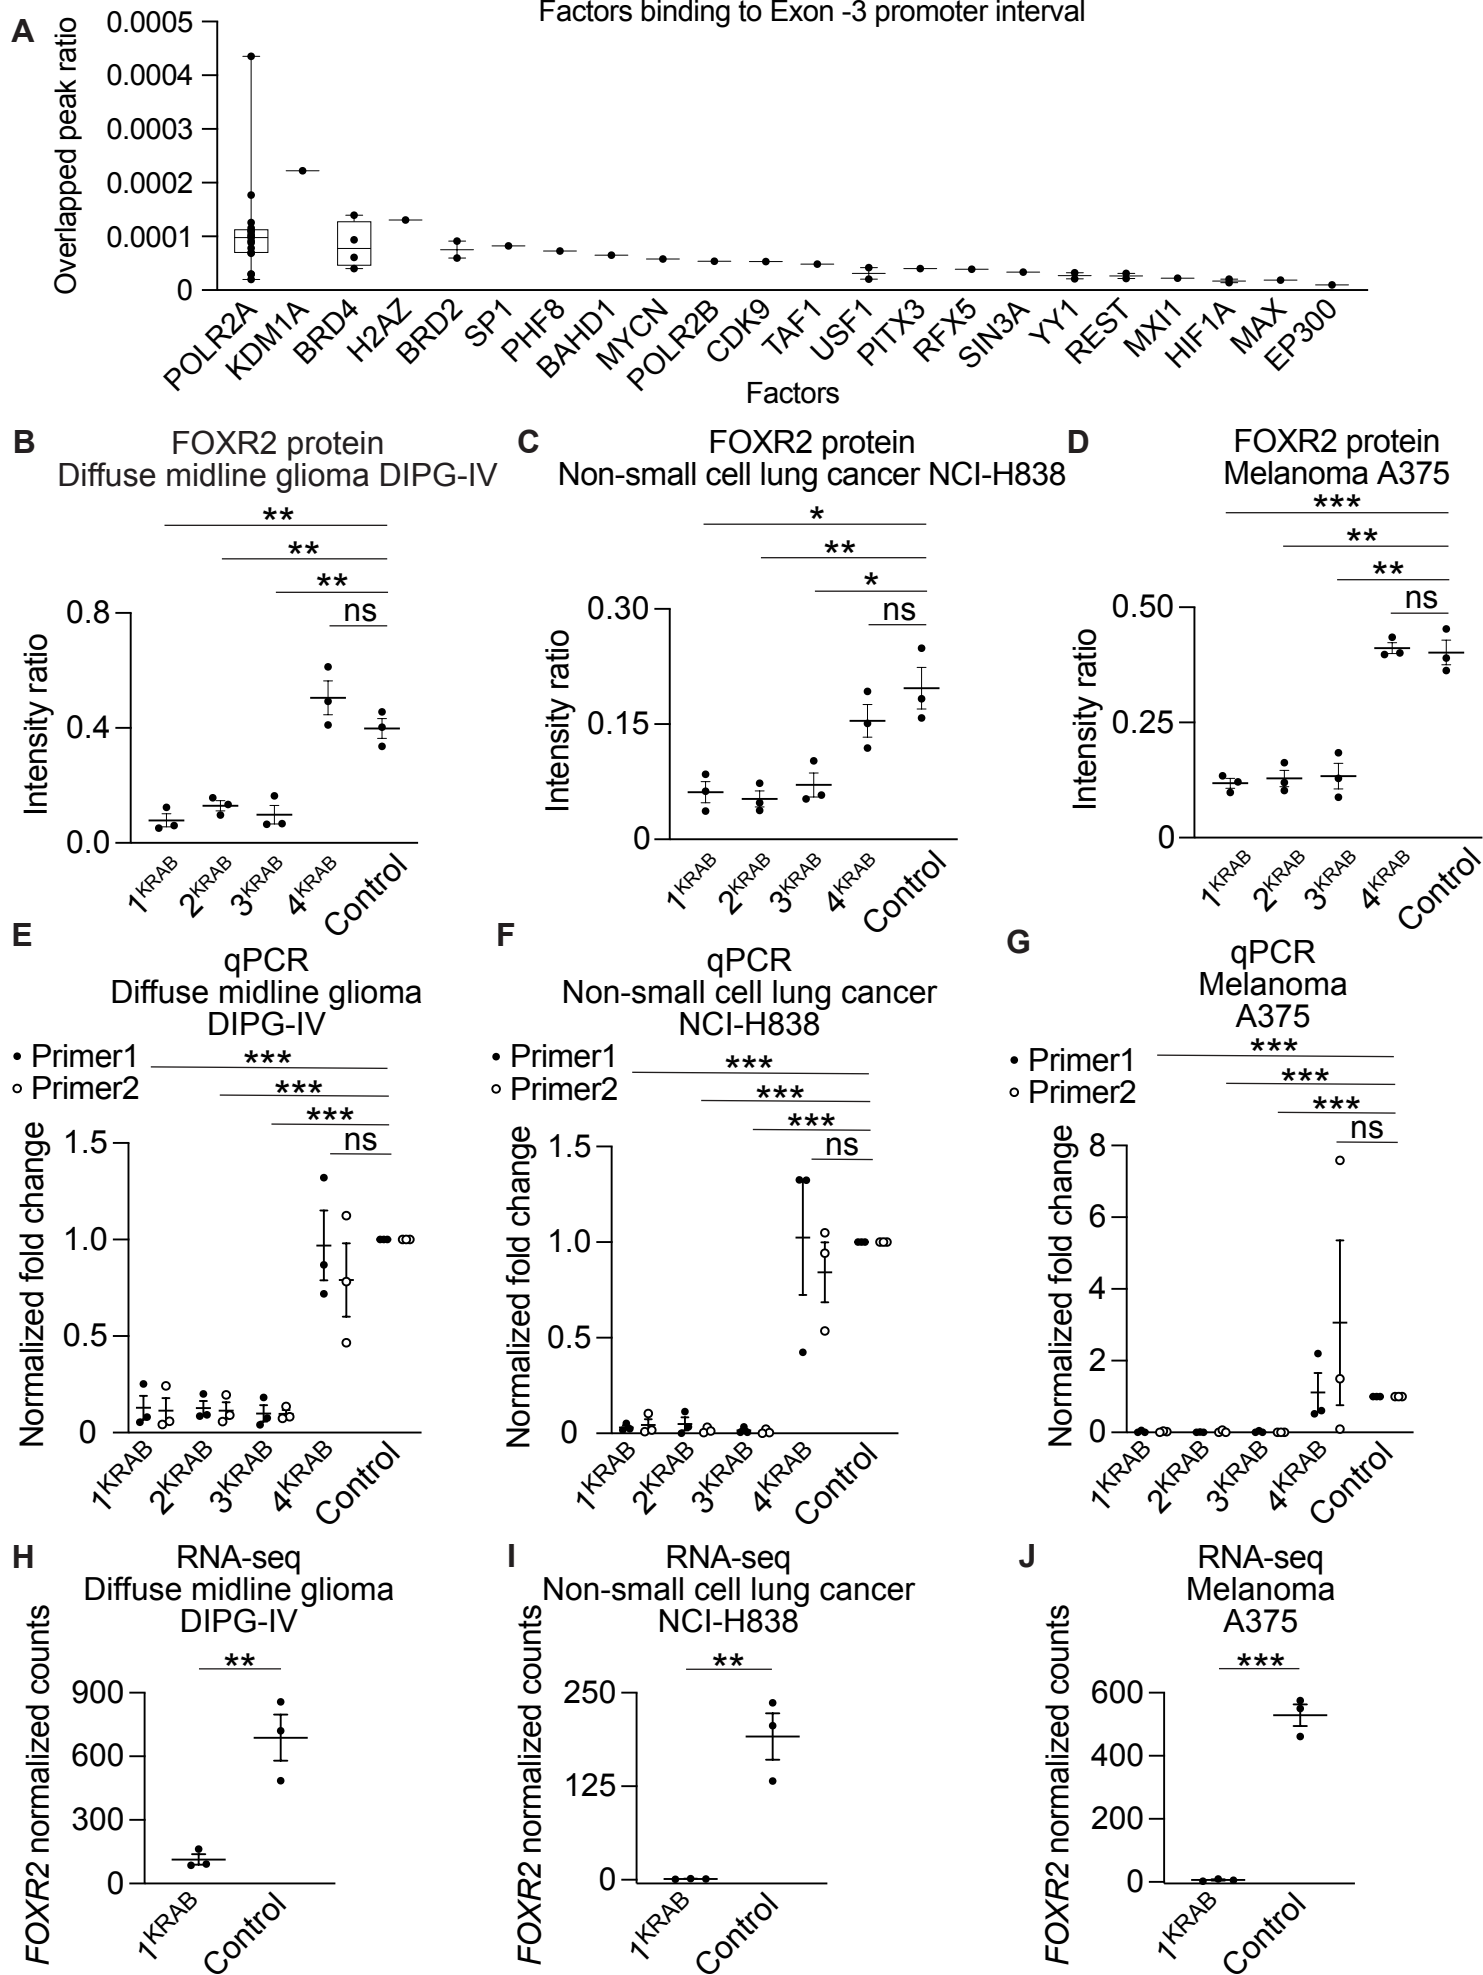 A
Factors binding to Exon -3 promoter interval
Overlapped peak ratio
0.0005
0.0004
0.0003
0.0002
0.0001
0
POLR2A
KDM1A
BRD4
H2AZ
BRD2
SP1
PHF8
BAHD1
MYCN
POLR2B
CDK9
TAF1
USF1
PITX3
RFX5
SIN3A
YY1
REST
MXI1
HIF1A
MAX
EP300
Factors
B
FOXR2 protein
Diffuse midline glioma DIPG-IV
**
**
**
ns
Intensity ratio
0.8
0.4
0.0
1KRAB
2KRAB
3KRAB
4KRAB
Control
C
FOXR2 protein
Non-small cell lung cancer NCI-H838
*
**
*
ns
Intensity ratio
0.30
0.15
0
1KRAB
2KRAB
3KRAB
4KRAB
Control
D
FOXR2 protein
Melanoma A375
***
**
**
ns
Intensity ratio
0.50
0.25
0
1KRAB
2KRAB
3KRAB
4KRAB
Control
E
qPCR
Diffuse midline glioma
DIPG-IV
Primer1
Primer2
***
***
***
ns
Normalized fold change
1.5
1.0
0.5
0
1KRAB
2KRAB
3KRAB
4KRAB
Control
F
qPCR
Non-small cell lung cancer
NCI-H838
Primer1
Primer2
***
***
***
ns
Normalized fold change
1.5
1.0
0.5
0
1KRAB
2KRAB
3KRAB
4KRAB
Control
G
qPCR
Melanoma
A375
Primer1
Primer2
***
***
***
ns
Normalized fold change
8
6
4
2
0
1KRAB
2KRAB
3KRAB
4KRAB
Control
H
RNA-seq
Diffuse midline glioma
DIPG-IV
**
FOXR2 normalized counts
900
600
300
0
1KRAB
Control
I
RNA-seq
Non-small cell lung cancer
NCI-H838
**
FOXR2 normalized counts
250
125
0
1KRAB
Control
J
RNA-seq
Melanoma
A375
***
FOXR2 normalized counts
600
400
200
0
1KRAB
Control